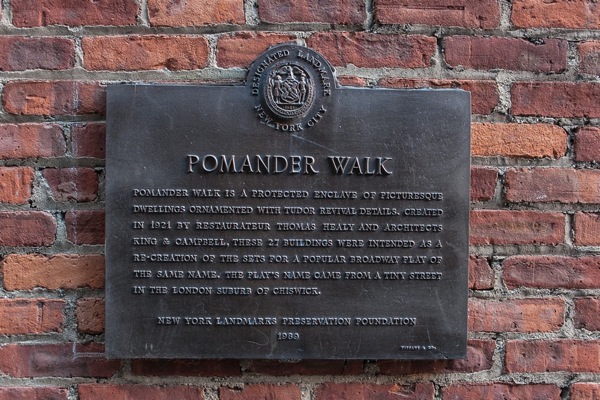 DESIGNATED LANDMARK
NEW YORK CITY
POMANDER WALK
POMANDER WALK IS A PROTECTED ENCLAVE OF PICTURESQUE
DWELLINGS ORNAMENTED WITH TUDOR REVIVAL DETAILS. CREATED
IN 1921 BY RESTAURATEUR THOMAS HEALY AND ARCHITECTS
KING & CAMPBELL, THESE 27 BUILDINGS WERE INTENDED AS A
RE-CREATION OF THE SETS FOR A POPULAR BROADWAY PLAY OF
THE SAME NAME. THE PLAY'S NAME CAME FROM A TINY STREET
IN THE LONDON SUBURB OF CHISWICK.
NEW YORK LANDMARKS PRESERVATION FOUNDATION
1989